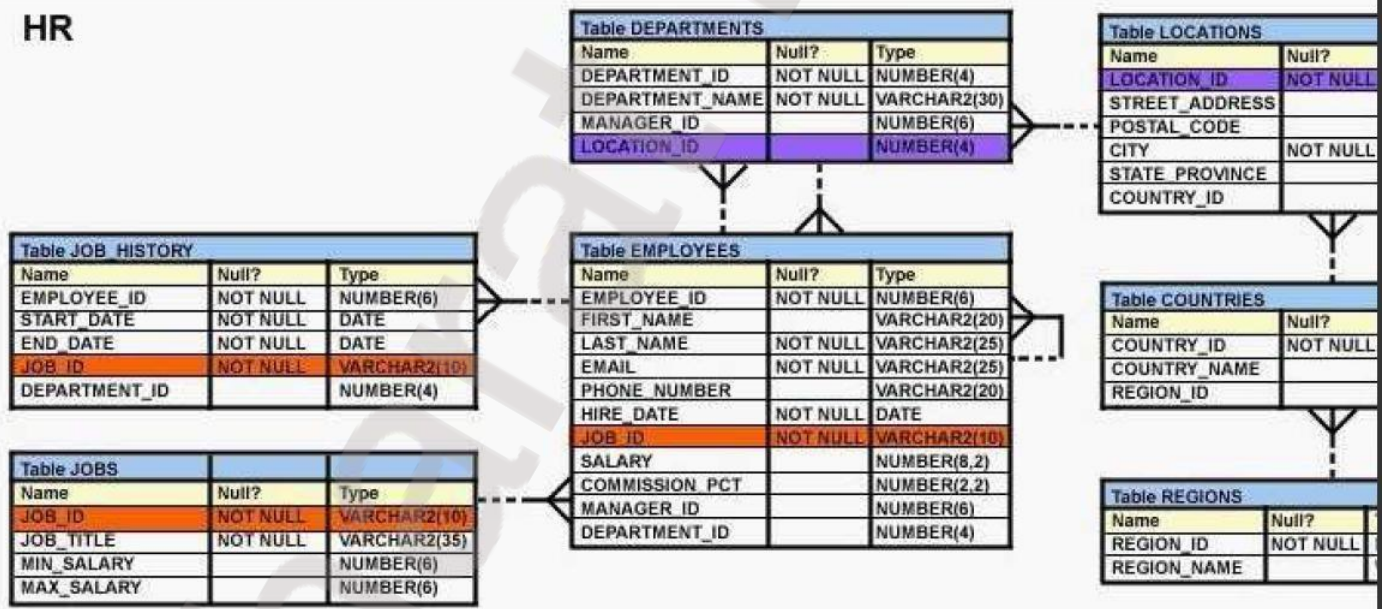 HR
Table DEPARTMENTS
Name Null? Type
DEPARTMENT_ID NOT NULL NUMBER(4)
DEPARTMENT_NAME NOT NULL VARCHAR2(30)
MANAGER_ID NUMBER(6)
LOCATION_ID NUMBER(4)
Table LOCATIONS
Name Null?
LOCATION_ID NOT NULL
STREET_ADDRESS
POSTAL_CODE
CITY NOT NULL
STATE_PROVINCE
COUNTRY_ID
Table JOB_HISTORY
Name Null? Type
EMPLOYEE_ID NOT NULL NUMBER(6)
START_DATE NOT NULL DATE
END_DATE NOT NULL DATE
JOB_ID NOT NULL VARCHAR2(10)
DEPARTMENT_ID NUMBER(4)
Table EMPLOYEES
Name Null? Type
EMPLOYEE_ID NOT NULL NUMBER(6)
FIRST_NAME VARCHAR2(20)
LAST_NAME NOT NULL VARCHAR2(25)
EMAIL NOT NULL VARCHAR2(25)
PHONE_NUMBER VARCHAR2(20)
HIRE_DATE NOT NULL DATE
JOB_ID NOT NULL VARCHAR2(10)
SALARY NUMBER(8,2)
COMMISSION_PCT NUMBER(2,2)
MANAGER_ID NUMBER(6)
DEPARTMENT_ID NUMBER(4)
Table COUNTRIES
Name Null?
COUNTRY_ID NOT NULL
COUNTRY_NAME
REGION_ID
Table JOBS
Name Null? Type
JOB_ID NOT NULL VARCHAR2(10)
JOB_TITLE NOT NULL VARCHAR2(35)
MIN_SALARY NUMBER(6)
MAX_SALARY NUMBER(6)
Table REGIONS
Name Null?
REGION_ID NOT NULL
REGION_NAME